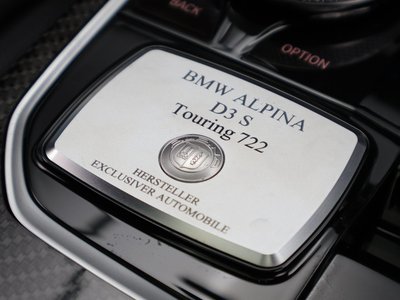 BACK
OPTION
BMW ALPINA
D3 S
Touring 722
HERSTELLER
EXCLUSIVER AUTOMOBILE